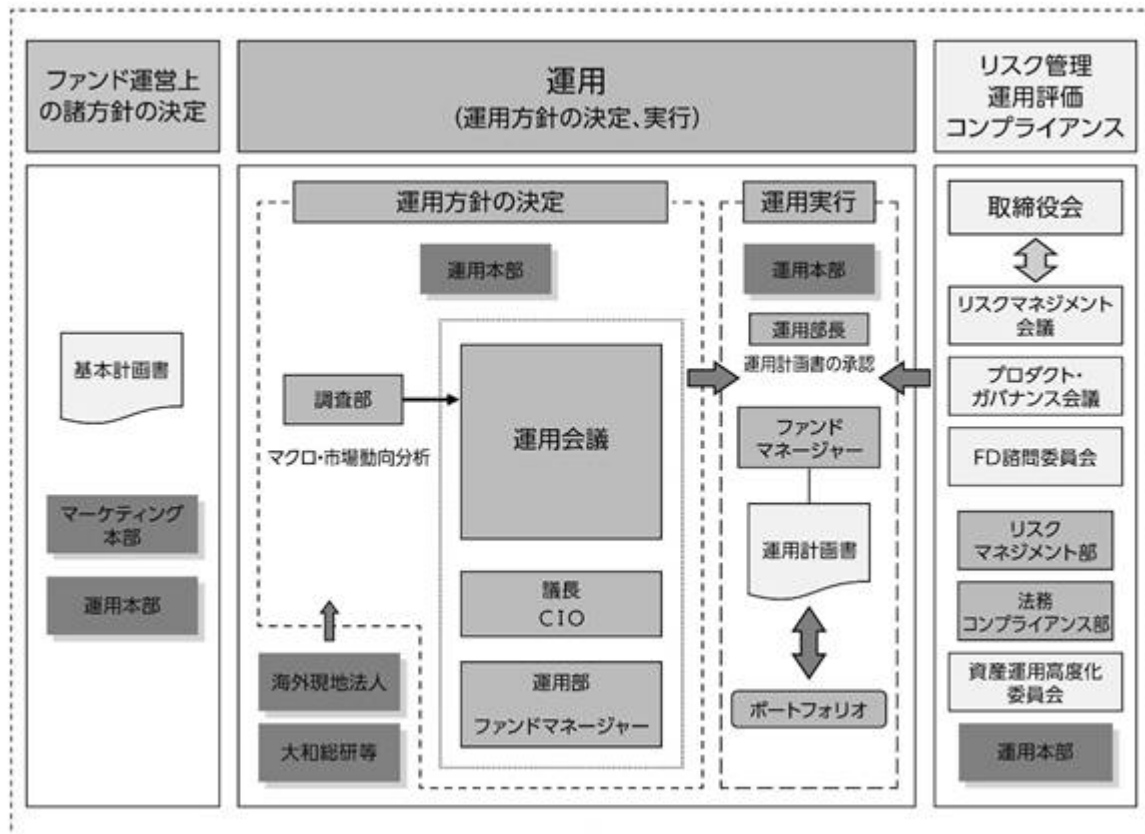 ファンド運営上
の諸方針の決定
運用
(運用方針の決定、実行)
リスク管理
運用評価
コンプライアンス
基本計画書
マーケティング
本部
運用本部
運用方針の決定
運用本部
調査部
マクロ・市場動向分析
運用会議
議長
CIO
運用部
ファンドマネージャー
海外現地法人
大和総研等
運用実行
運用本部
運用部長
運用計画書の承認
ファンド
マネージャー
運用計画書
ポートフォリオ
取締役会
リスクマネジメント
会議
プロダクト・
ガバナンス会議
FD諮問委員会
リスク
マネジメント部
法務
コンプライアンス部
資産運用高度化
委員会
運用本部